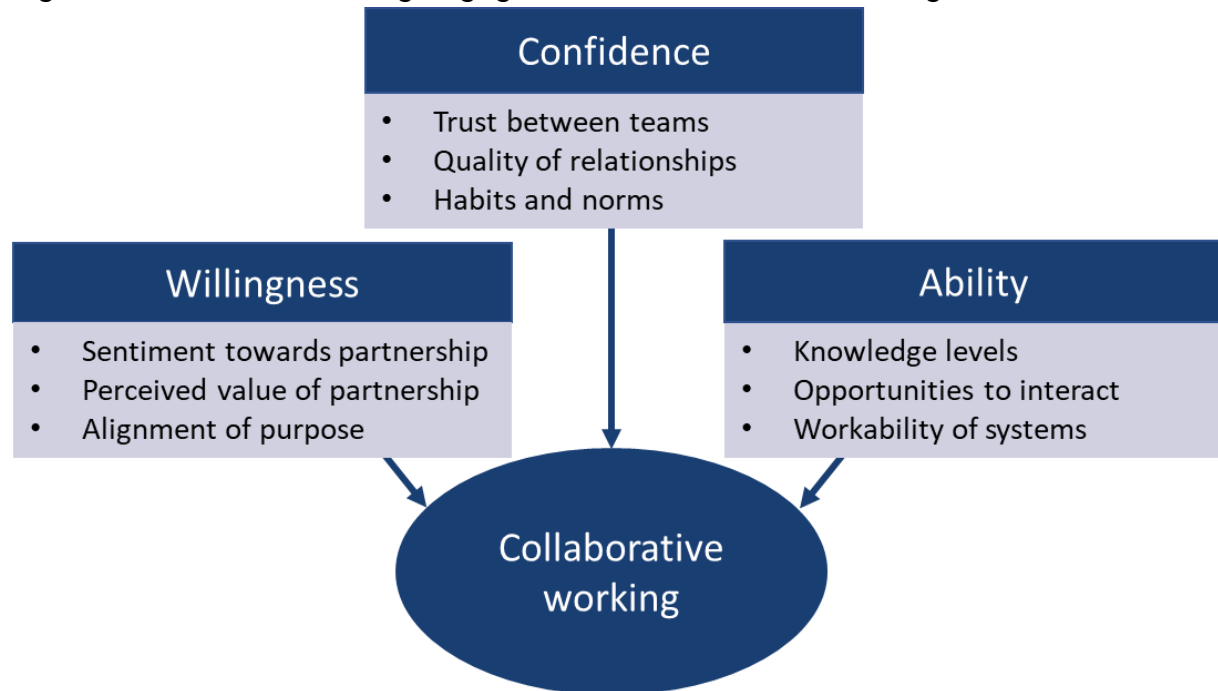 Confidence
• Trust between teams
• Quality of relationships
• Habits and norms
Willingness
• Sentiment towards partnership
• Perceived value of partnership
• Alignment of purpose
Ability
• Knowledge levels
• Opportunities to interact
• Workability of systems
Collaborative
working